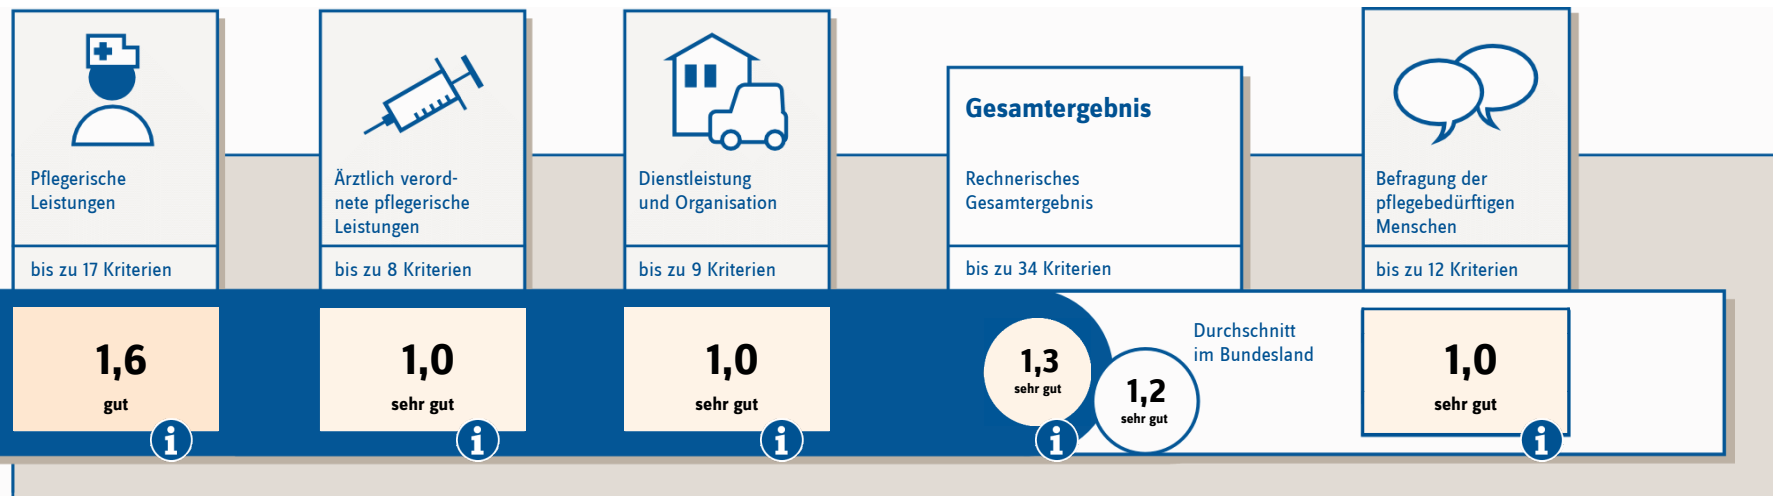 Pflegerische
Leistungen
bis zu 17 Kriterien
1,6
gut
i
Ärztlich verord-
nete pflegerische
Leistungen
bis zu 8 Kriterien
1,0
sehr gut
i
Dienstleistung
und Organisation
bis zu 9 Kriterien
1,0
sehr gut
i
Gesamtergebnis
Rechnerisches
Gesamtergebnis
bis zu 34 Kriterien
1,3
sehr gut
i
1,2
sehr gut
Durchschnitt
im Bundesland
Befragung der
pflegebedürftigen
Menschen
bis zu 12 Kriterien
1,0
sehr gut
i